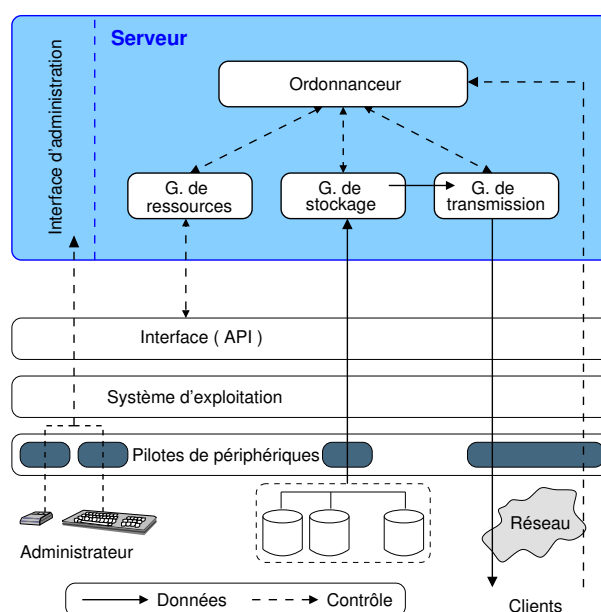 Serveur
Interface d'administration
Ordonnanceur
G. de
ressources
G. de
stockage
G. de
transmission
Interface ( API )
Système d'exploitation
Pilotes de périphériques
Administrateur
Réseau
Clients
Données
Contrôle